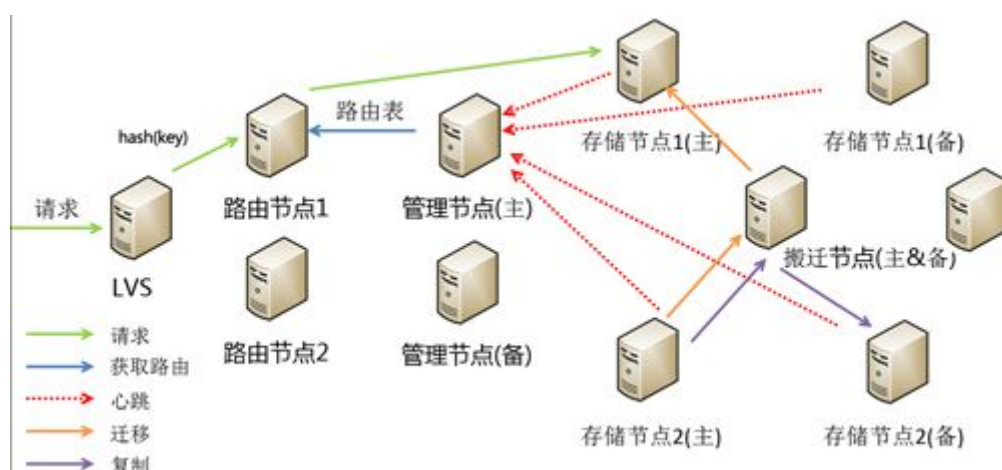 存储节点1(主)
存储节点1(备)
路由表
hash(key)
请求
路由节点1
管理节点(主)
搬迁节点(主&备)
LVS
路由节点2
管理节点(备)
存储节点2(主)
存储节点2(备)
请求
获取路由
心跳
迁移
复制